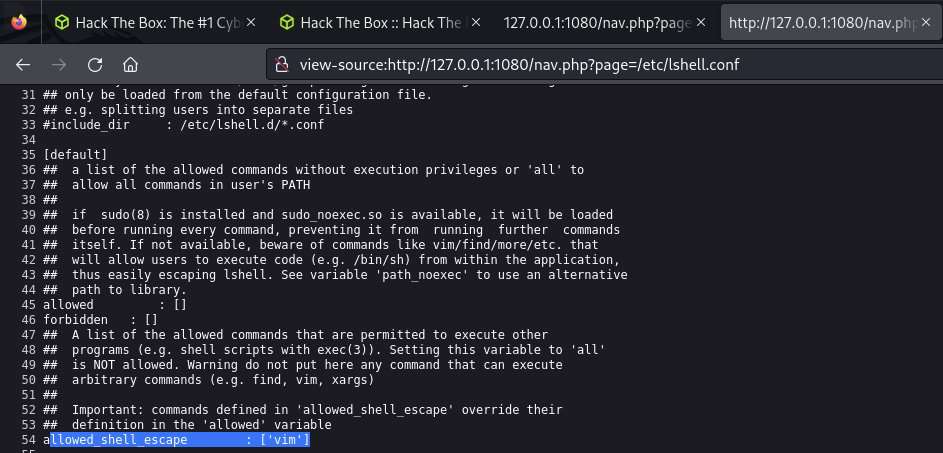 Hack The Box: The #1 Cyb
Hack The Box :: Hack The
127.0.0.1:1080/nav.php?page
http://127.0.0.1:1080/nav.php
view-source:http://127.0.0.1:1080/nav.php?page=/etc/lshell.conf
31 ## only be loaded from the default configuration file.
32 ## e.g. splitting users into separate files
33 #include_dir     : /etc/lshell.d/*.conf
34
35 [default]
36 ##  a list of the allowed commands without execution privileges or 'all' to
37 ##  allow all commands in user's PATH
38 ##
39 ##  if  sudo(8) is installed and sudo_noexec.so is available, it will be loaded
40 ##  before running every command, preventing it from  running  further  commands
41 ##  itself. If not available, beware of commands like vim/find/more/etc. that
42 ##  will allow users to execute code (e.g. /bin/sh) from within the application,
43 ##  thus easily escaping lshell. See variable 'path_noexec' to use an alternative
44 ##  path to library.
45 allowed         : []
46 forbidden   : []
47 ##  A list of the allowed commands that are permitted to execute other
48 ##  programs (e.g. shell scripts with exec(3)). Setting this variable to 'all'
49 ##  is NOT allowed. Warning do not put here any command that can execute
50 ##  arbitrary commands (e.g. find, vim, xargs)
51 ##
52 ##  Important: commands defined in 'allowed_shell_escape' override their
53 ##  definition in the 'allowed' variable
54 allowed_shell_escape        : ['vim']